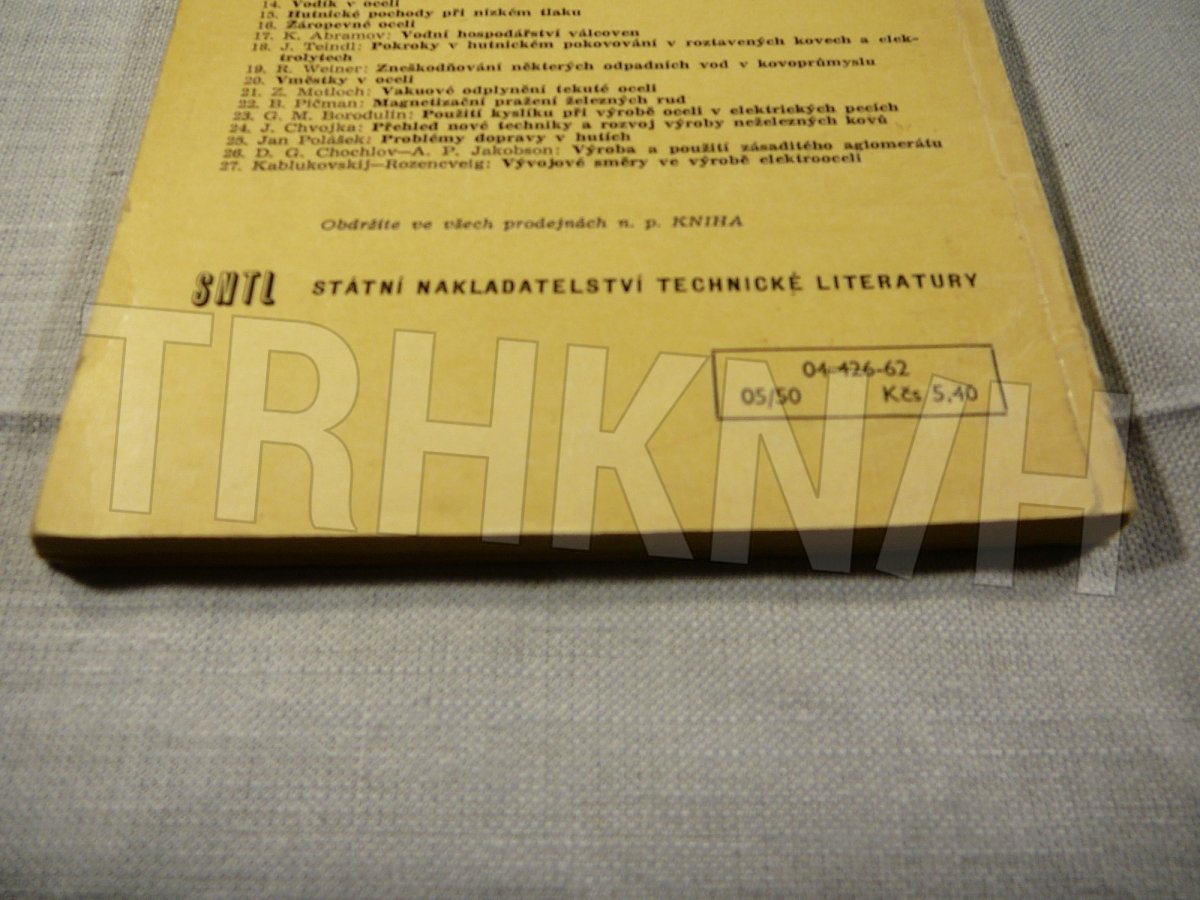 14. Vodík v oceli
15. Hutnické pochody při nízkém tlaku
16. Žáropevné oceli
17. K. Abramov: Vodní hospodářství válcoven
18. J. Teindl: Pokroky v hutnickém pokovování v roztavených kovech a elek-
trolytech
19. R. Weiner: Zneškodňování některých odpadních vod v kovoprůmyslu
20. Vměstky v oceli
21. Z. Motloch: Vakuové odplynění tekuté oceli
22. B. Pičman: Magnetizační pražení železných rud
23. G. M. Borodulin: Použití kyslíku při výrobě oceli v elektrických pecích
24. J. Chvojka: Přehled nové techniky a rozvoj výroby neželezných kovů
25. Jan Polášek: Problémy dopravy v hutích
26. D. G. Chochlov—A. P. Jakobson: Výroba a použití zásaditého aglomerátu
27. Kablukovskij—Rozencveig: Vývojové směry ve výrobě elektrooceli
Obdržíte ve všech prodejnách n. p. KNIHA
SNTL STÁTNÍ NAKLADATELSTVÍ TECHNICKÉ LITERATURY
04-426-62
05/50 Kčs 5,40
TRHKNIH